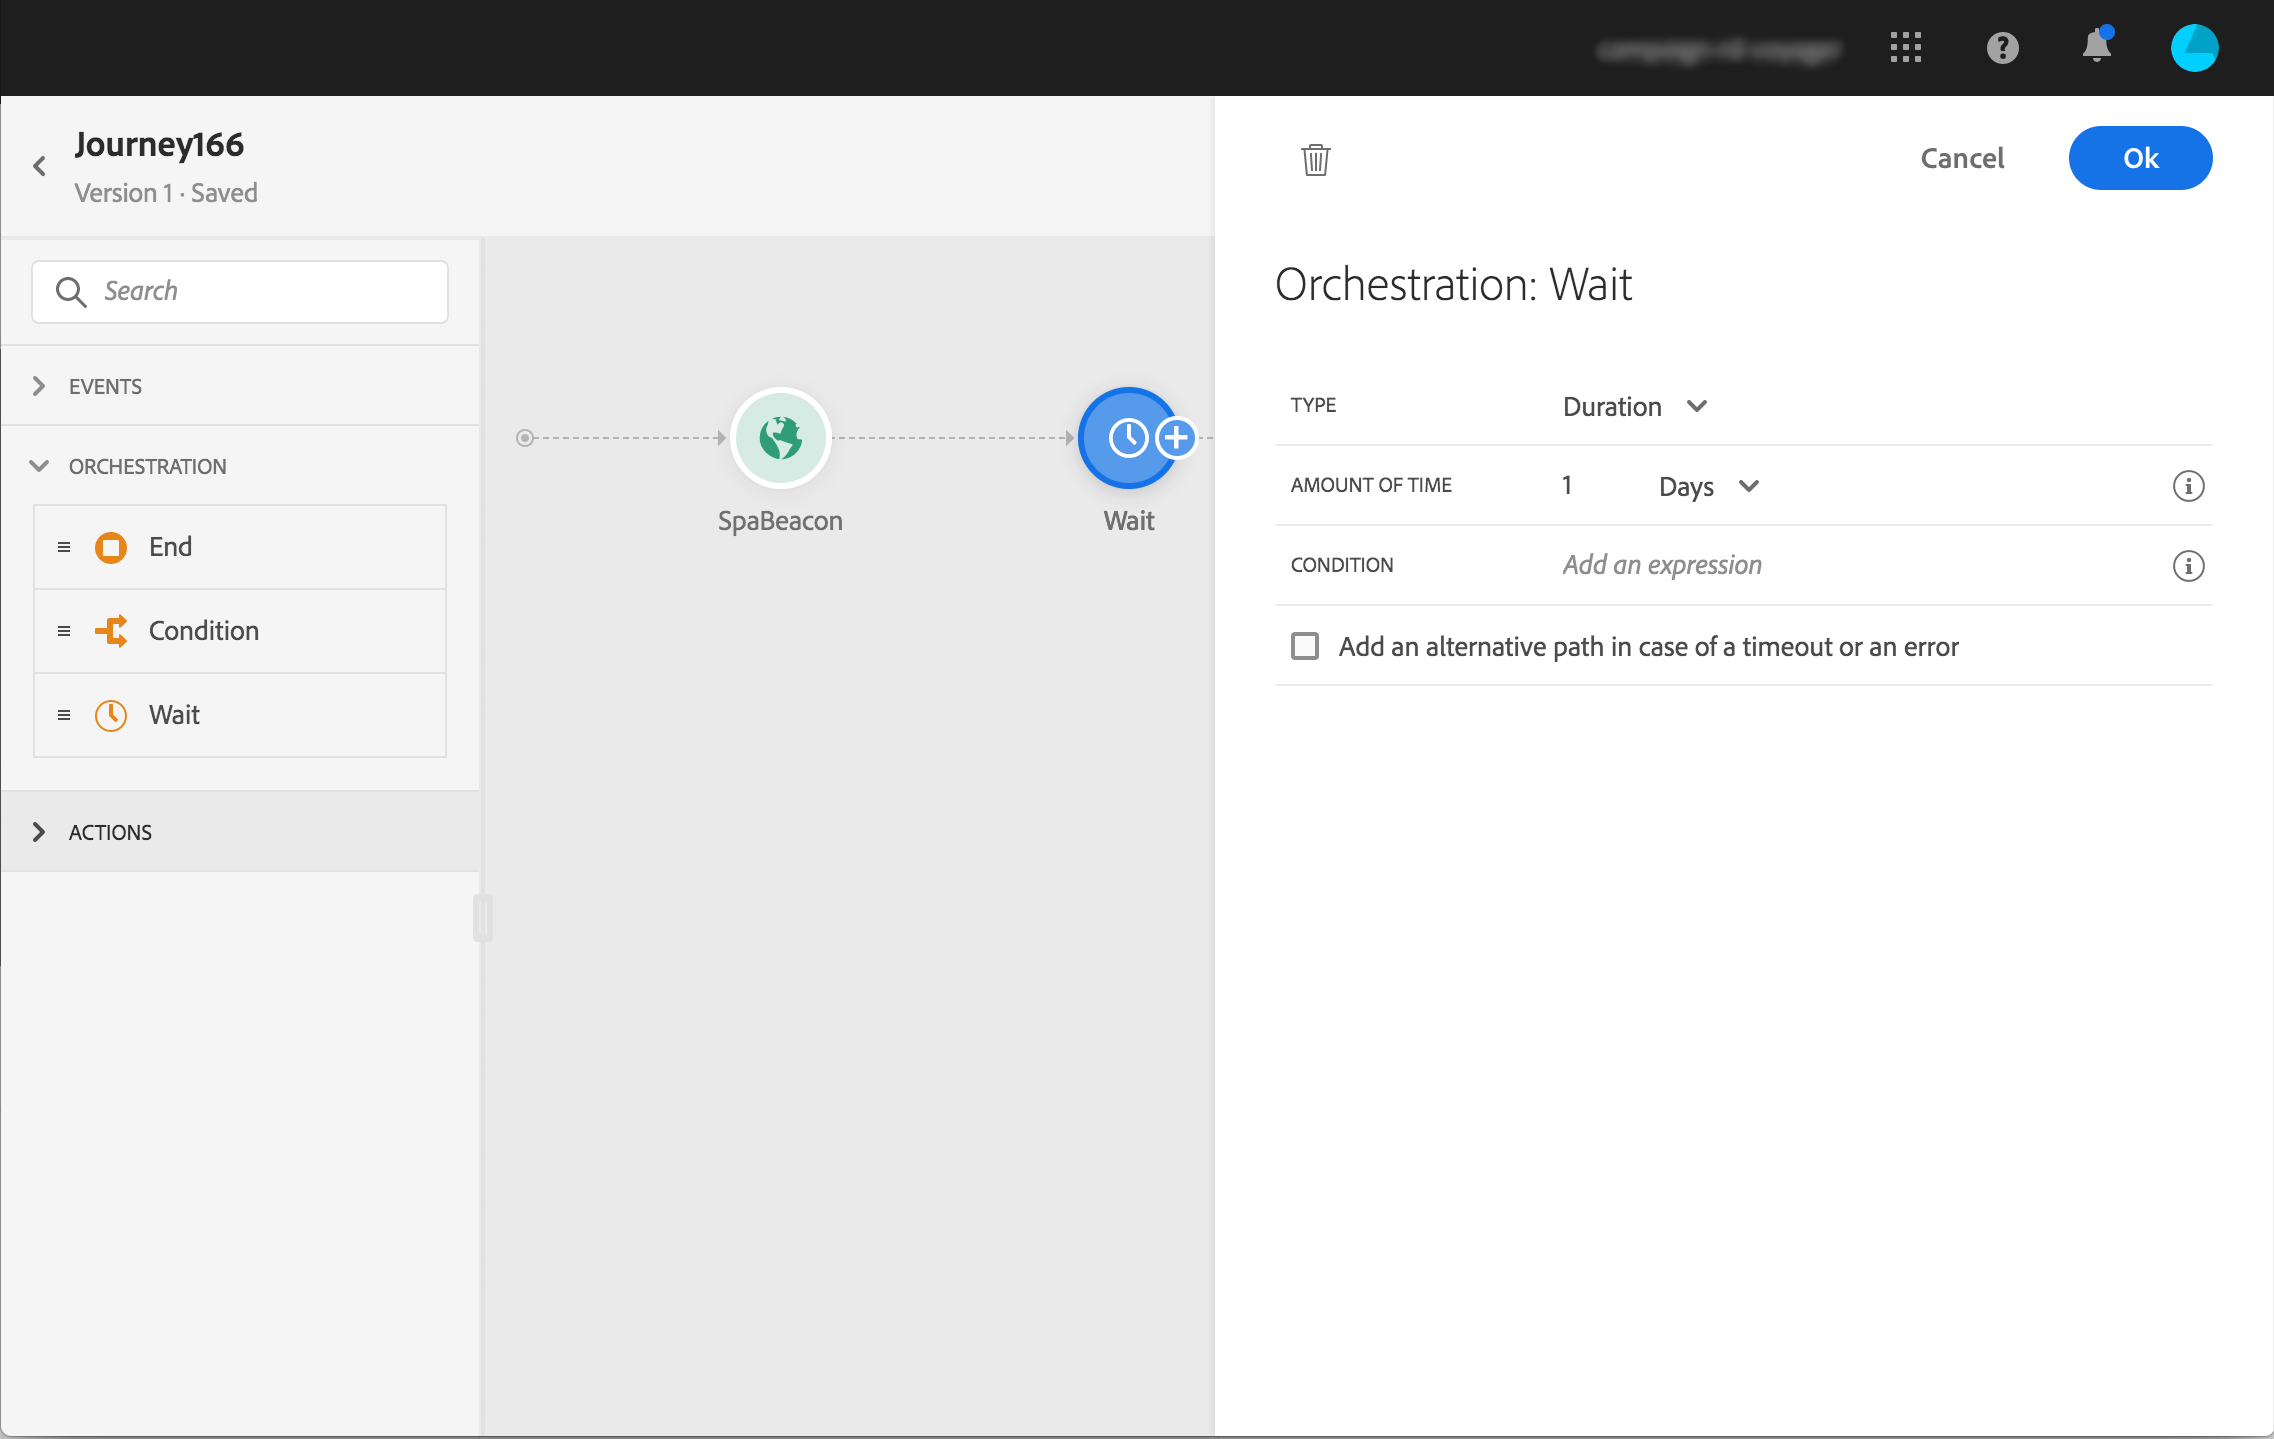 Journey166
Version 1 · Saved
Cancel
Ok
Search
EVENTS
ORCHESTRATION
End
Condition
Wait
ACTIONS
SpaBeacon
Wait
Orchestration: Wait
TYPE Duration
AMOUNT OF TIME 1 Days
CONDITION Add an expression
Add an alternative path in case of a timeout or an error